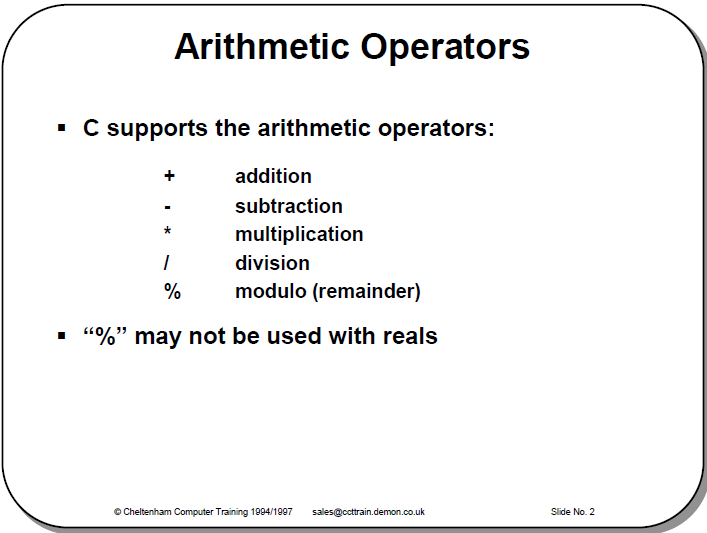 Arithmetic Operators
▪ C supports the arithmetic operators:
+ addition
- subtraction
* multiplication
/ division
% modulo (remainder)
▪ “%” may not be used with reals
© Cheltenham Computer Training 1994/1997 sales@ccttrain.demon.co.uk Slide No. 2